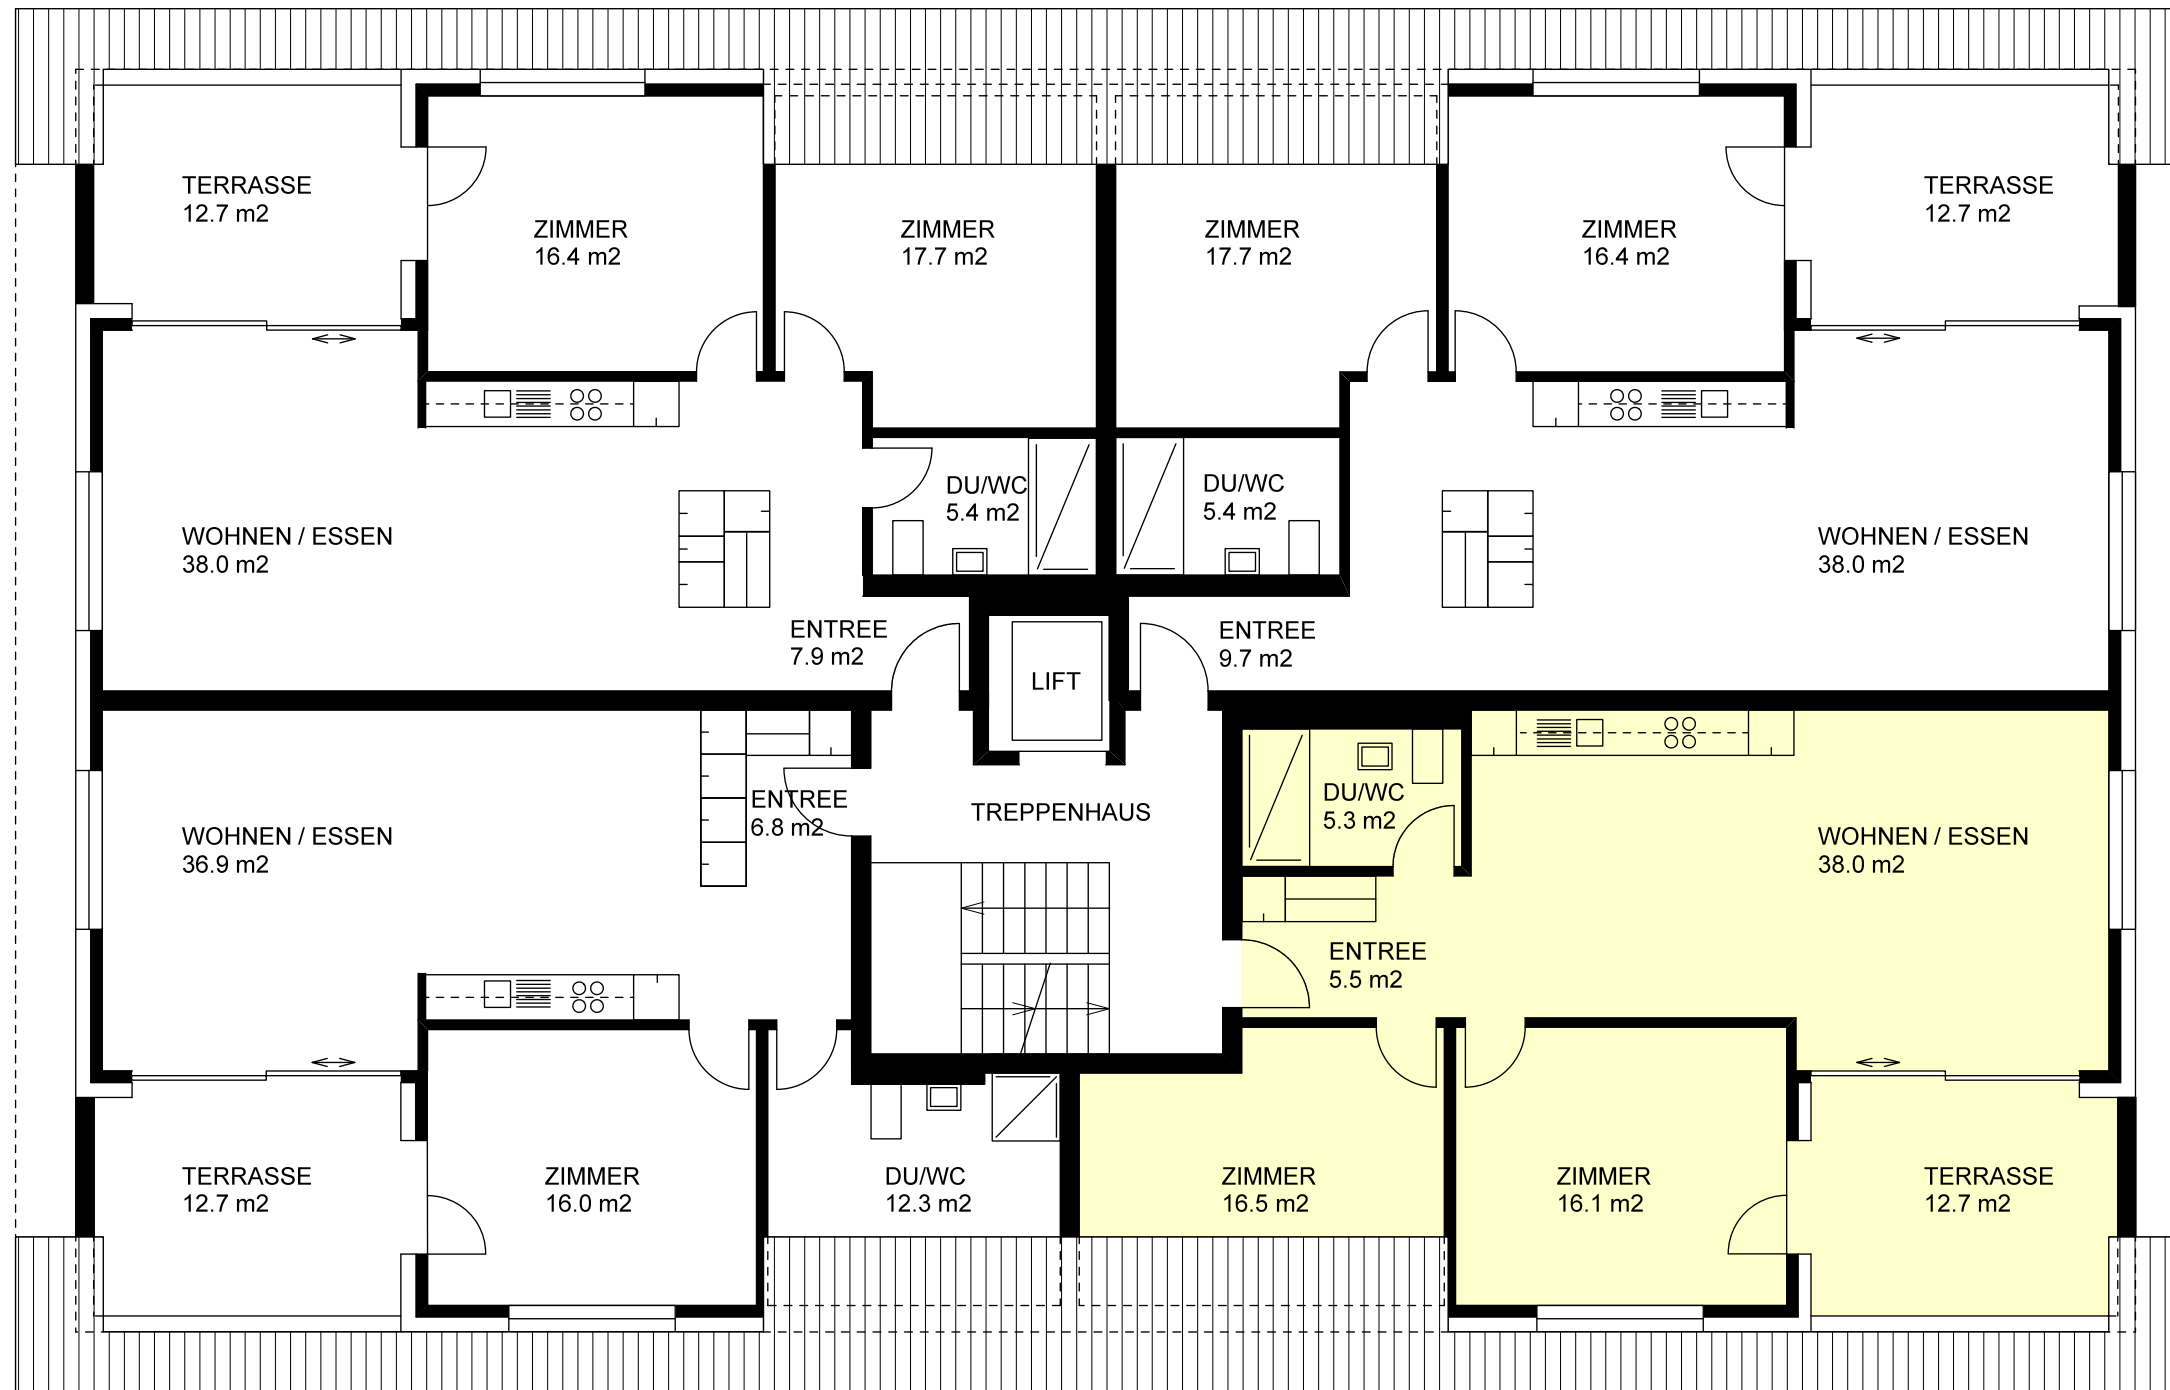 TERRASSE
12.7 m2
ZIMMER
16.4 m2
ZIMMER
17.7 m2
ZIMMER
17.7 m2
ZIMMER
16.4 m2
TERRASSE
12.7 m2
WOHNEN / ESSEN
38.0 m2
DU/WC
5.4 m2
DU/WC
5.4 m2
WOHNEN / ESSEN
38.0 m2
ENTREE
7.9 m2
LIFT
ENTREE
9.7 m2
WOHNEN / ESSEN
36.9 m2
ENTREE
6.8 m2
TREPPENHAUS
DU/WC
5.3 m2
WOHNEN / ESSEN
38.0 m2
ENTREE
5.5 m2
TERRASSE
12.7 m2
ZIMMER
16.0 m2
DU/WC
12.3 m2
ZIMMER
16.5 m2
ZIMMER
16.1 m2
TERRASSE
12.7 m2